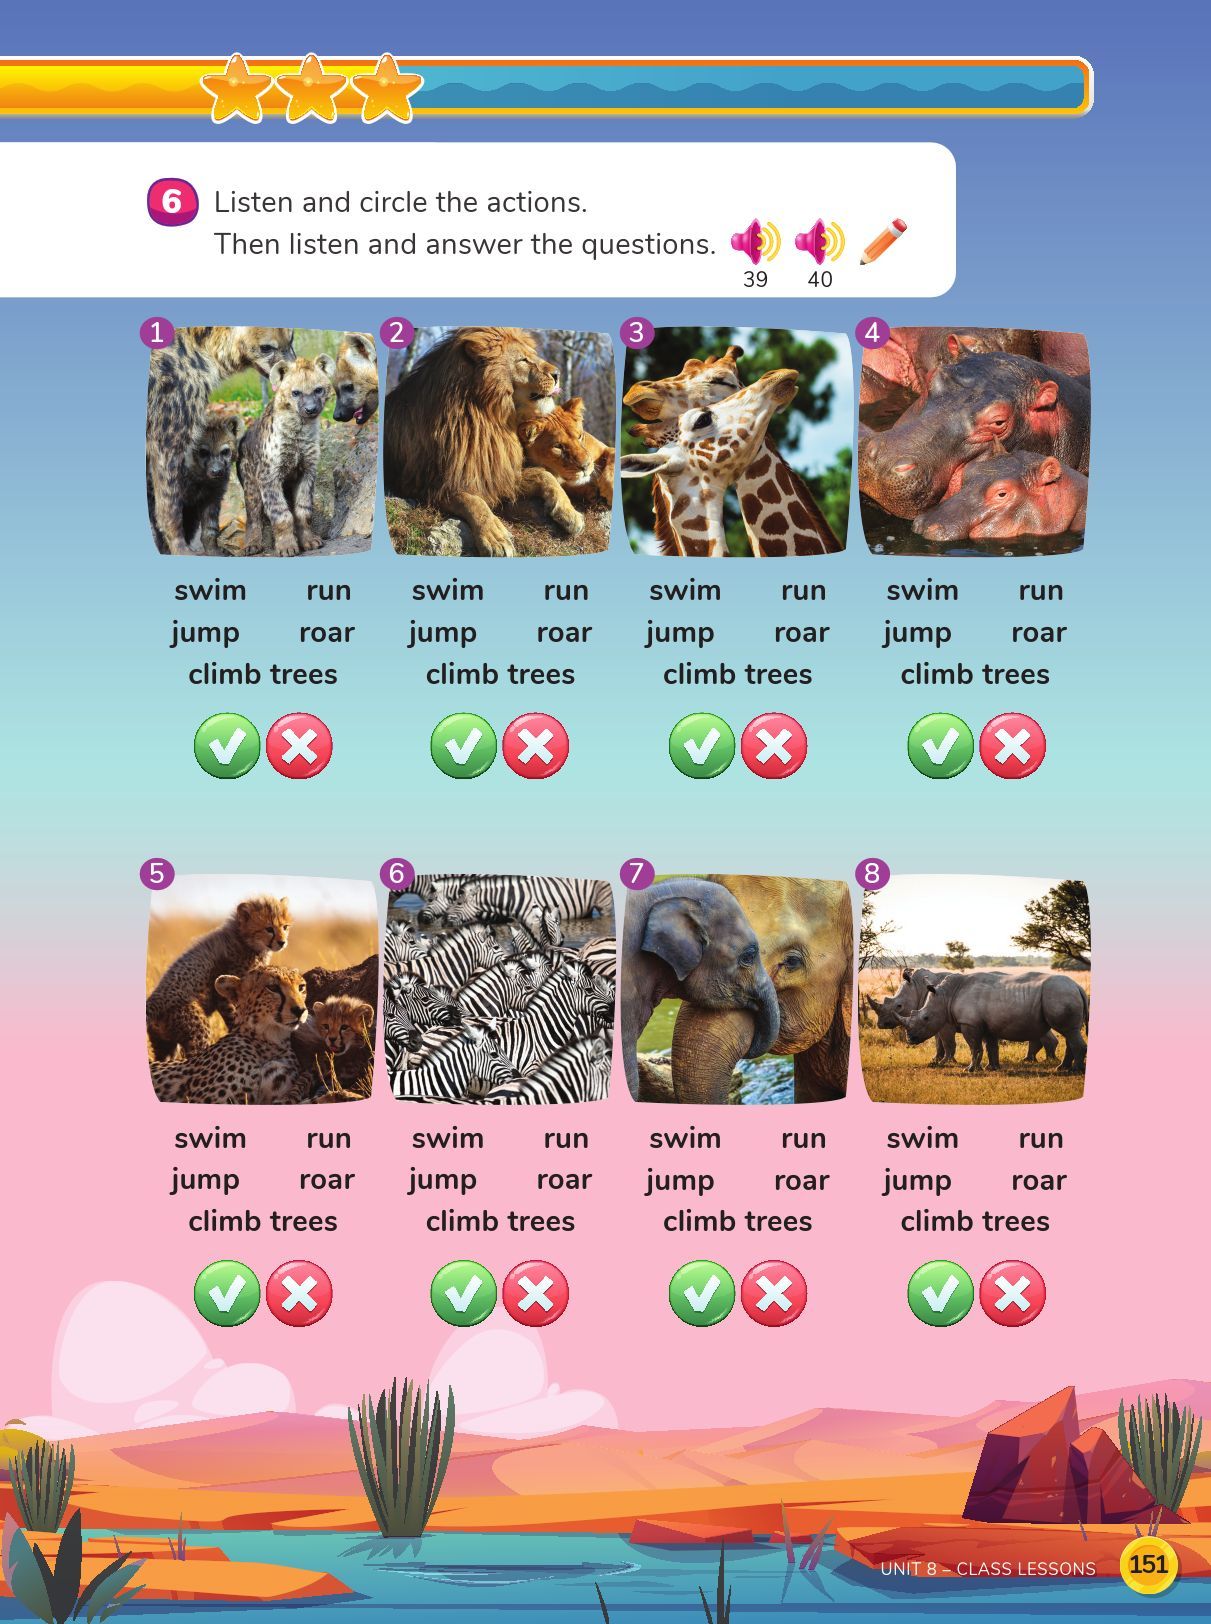 6 Listen and circle the actions.
Then listen and answer the questions.
39 40
1 2 3 4
swim run swim run swim run swim run
jump roar jump roar jump roar jump roar
climb trees climb trees climb trees climb trees
5 6 7 8
swim run swim run swim run swim run
jump roar jump roar jump roar jump roar
climb trees climb trees climb trees climb trees
UNIT 8 – CLASS LESSONS 151